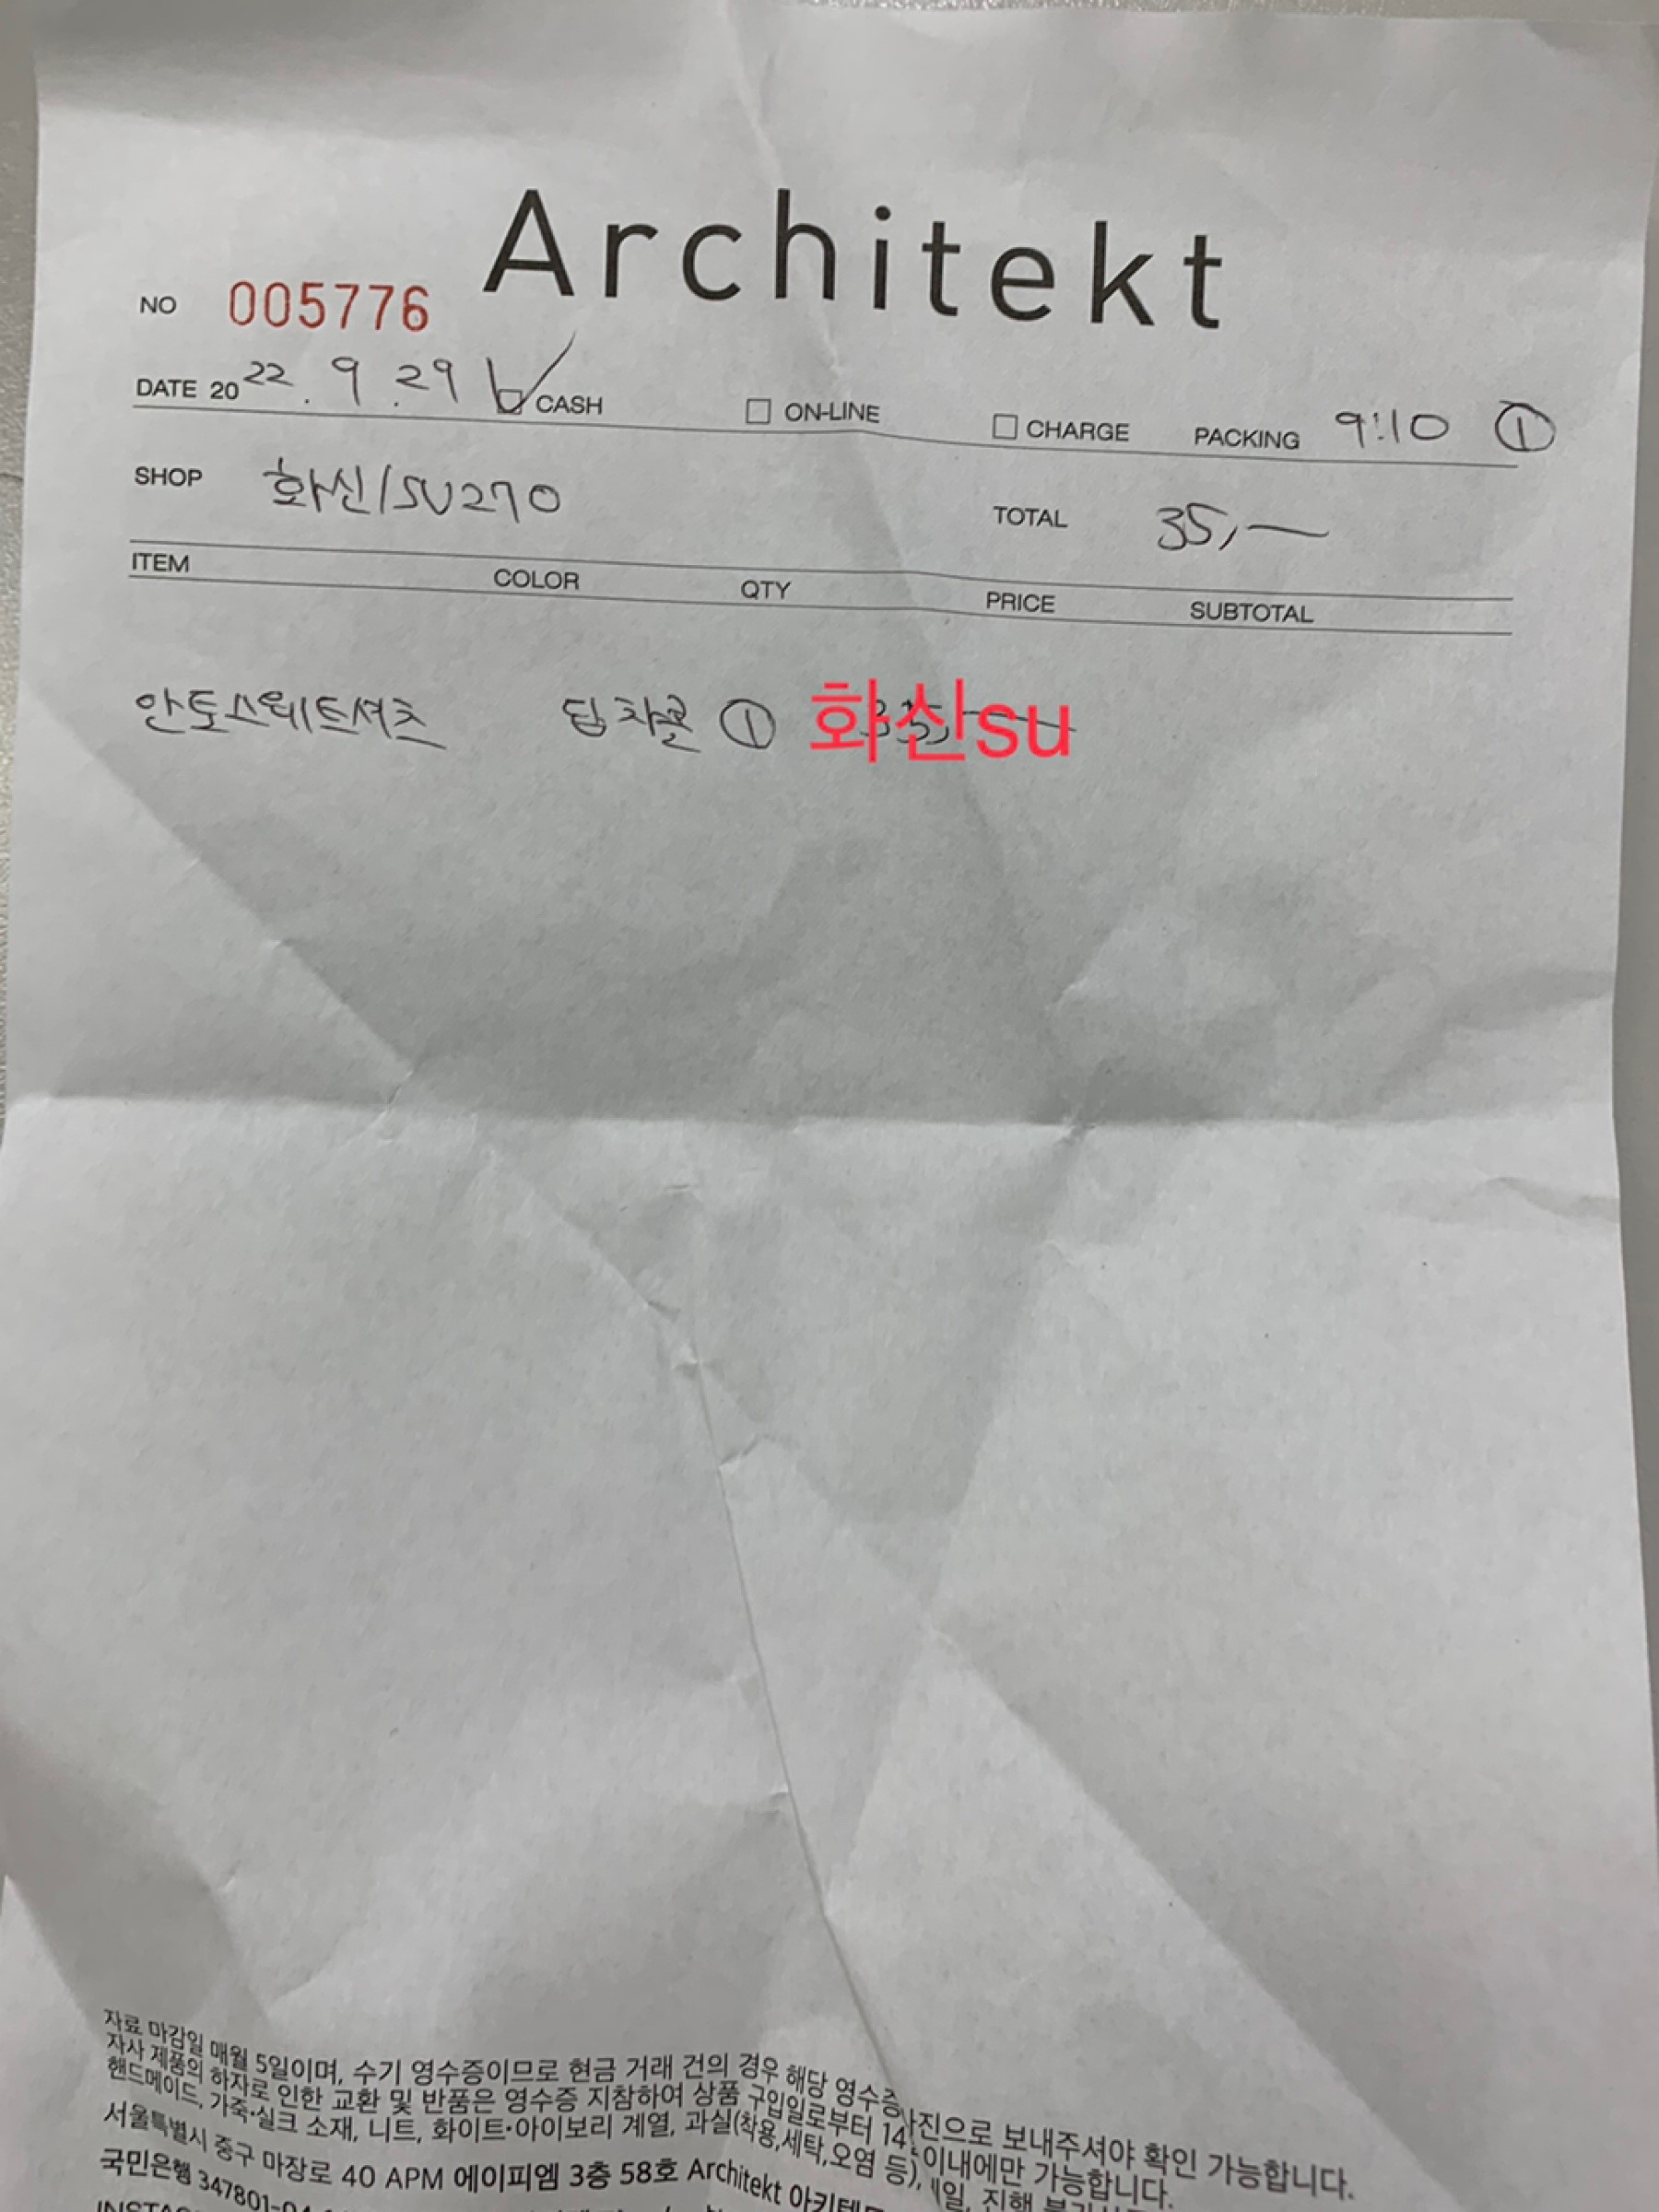 Architekt
NO 005776
DATE 2022.9.29 CASH ON-LINE CHARGE PACKING 9:10 ①
SHOP 화신/SU270 TOTAL 35,—
ITEM COLOR QTY PRICE SUBTOTAL
안토스웨트셔츠 딥차콜 ① 화신su
자료 마감일 매월 5일이며, 수기 영수증이므로 현금 거래 건의 경우 해당 영수증 사진으로 보내주셔야 확인 가능합니다.
자사 제품의 하자로 인한 교환 및 반품은 영수증 지참하여 상품 구입일로부터 14 이내에만 가능합니다.
핸드메이드, 가죽·실크 소재, 니트, 화이트·아이보리 계열, 과실(착용,세탁,오염 등), 진행
서울특별시 중구 마장로 40 APM 에이피엠 3층 58호 Architekt
국민은행 347801-04